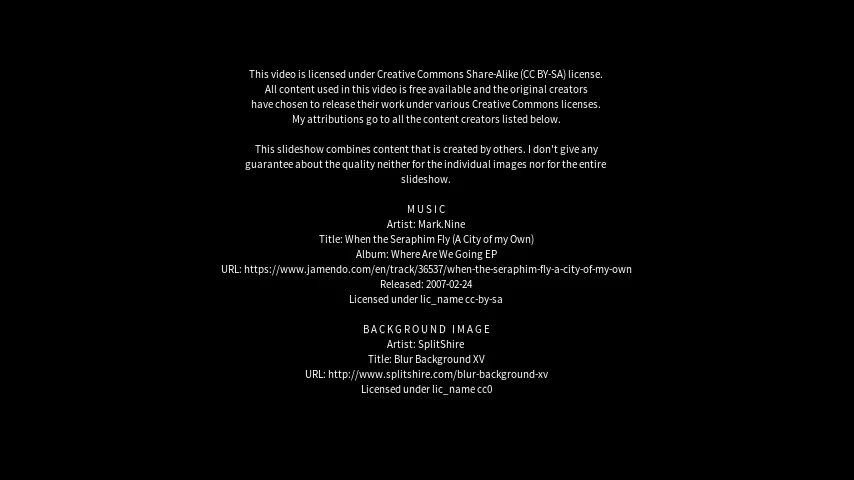 This video is licensed under Creative Commons Share-Alike (CC BY-SA) license.
All content used in this video is free available and the original creators
have chosen to release their work under various Creative Commons licenses.
My attributions go to all the content creators listed below.
This slideshow combines content that is created by others. I don't give any
guarantee about the quality neither for the individual images nor for the entire
slideshow.
MUSIC
Artist: Mark.Nine
Title: When the Seraphim Fly (A City of my Own)
Album: Where Are We Going EP
URL: https://www.jamendo.com/en/track/36537/when-the-seraphim-fly-a-city-of-my-own
Released: 2007-02-24
Licensed under lic_name cc-by-sa
BACKGROUND IMAGE
Artist: SplitShire
Title: Blur Background XV
URL: http://www.splitshire.com/blur-background-xv
Licensed under lic_name cc0